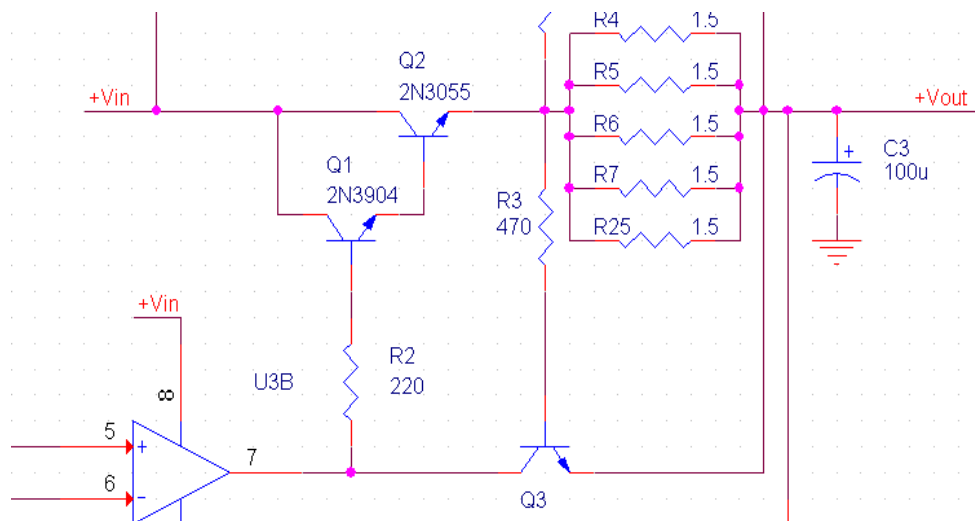 R4 1.5
Q2
2N3055
R5 1.5
+Vin
+Vout
R6 1.5
C3
100u
+
Q1
2N3904
R7 1.5
R3
470
R25 1.5
+Vin
U3B
R2
220
8
5
+
7
6
-
Q3